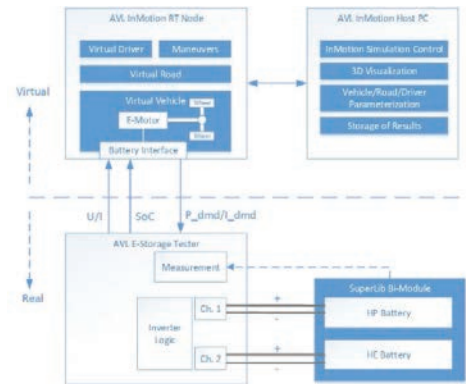 AVL InMotion RT Node
Virtual Driver
Maneuvers
Virtual Road
Virtual Vehicle
Wheel
E-Motor
Wheel
Battery Interface
AVL InMotion Host PC
InMotion Simulation Control
3D Visualization
Vehicle/Road/Driver
Parameterization
Storage of Results
Virtual
Real
U/I
SoC
P_dmd/I_dmd
AVL E-Storage Tester
Measurement
Inverter
Logic
Ch. 1
Ch. 2
+
-
+
-
SuperLib Bi-Module
HP Battery
HE Battery